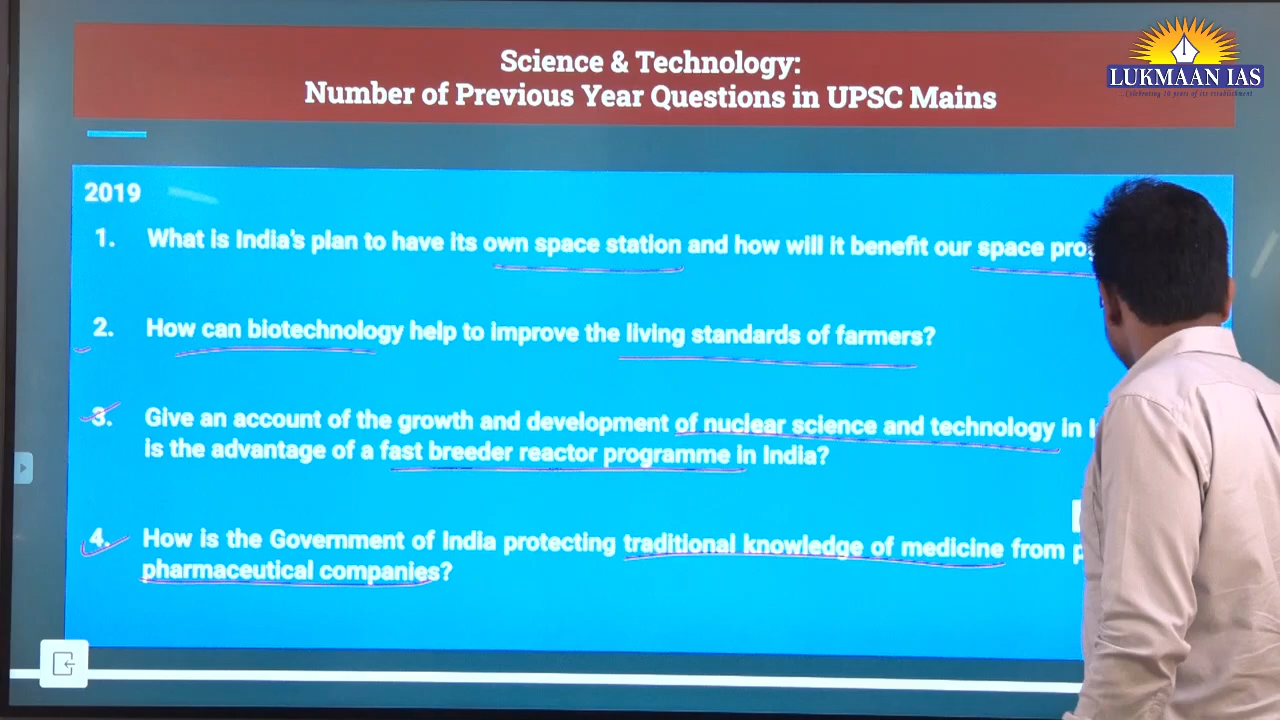 Science & Technology:
Number of Previous Year Questions in UPSC Mains
LUKMAAN IAS
2019
1. What is India's plan to have its own space station and how will it benefit our space
2. How can biotechnology help to improve the living standards of farmers?
3. Give an account of the growth and development of nuclear science and technology in
is the advantage of a fast breeder reactor programme in India?
4. How is the Government of India protecting traditional knowledge of medicine from
pharmaceutical companies?